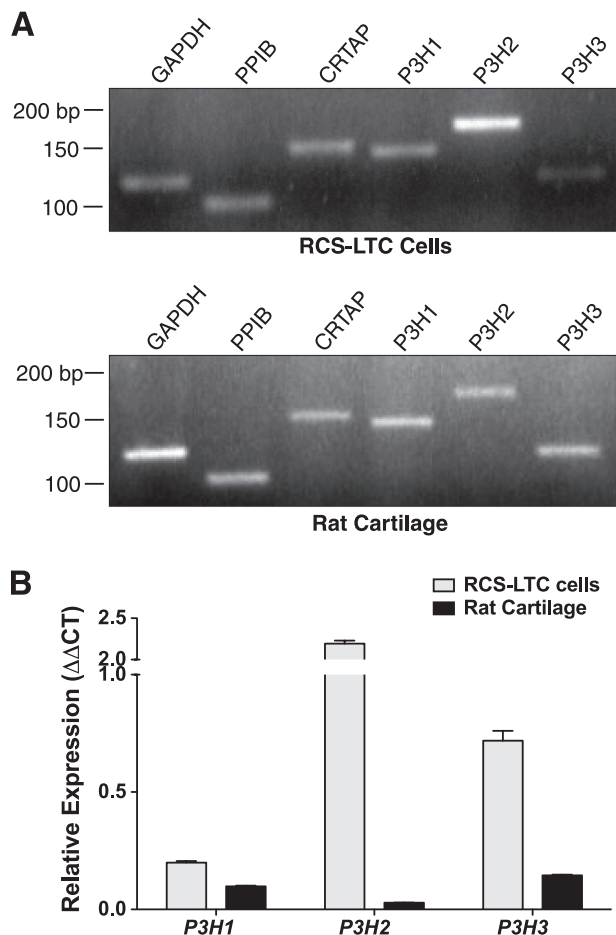 A
GAPDH PPIB CRTAP P3H1 P3H2 P3H3
200 bp
150
100
RCS-LTC Cells
GAPDH PPIB CRTAP P3H1 P3H2 P3H3
200 bp
150
100
Rat Cartilage
B
RCS-LTC cells
Rat Cartilage
Relative Expression (ΔΔCT)
2.5
2.0
1.0
0.5
0.0
P3H1 P3H2 P3H3